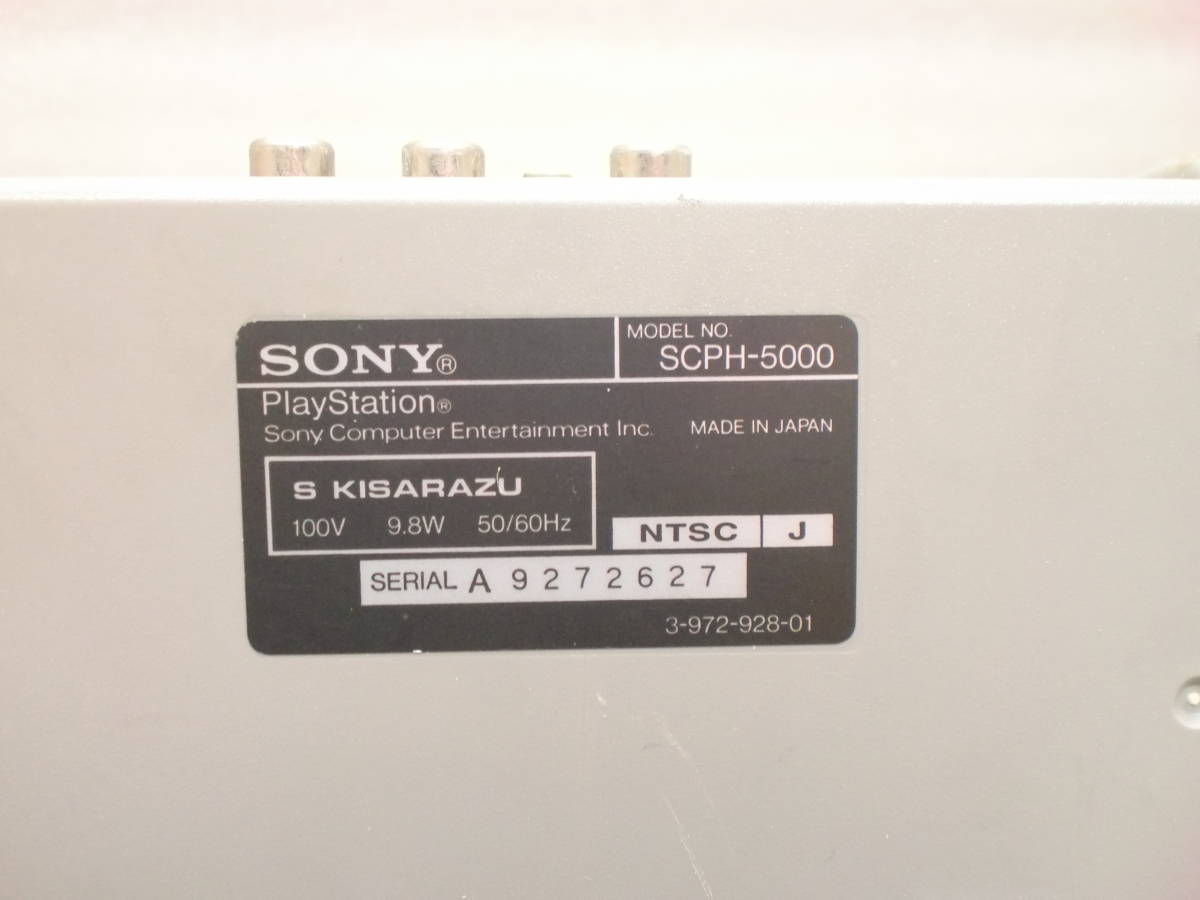 SONY®
MODEL NO.
SCPH-5000
PlayStation®
Sony Computer Entertainment Inc.
MADE IN JAPAN
S KISARAZU
100V 9.8W 50/60Hz
NTSC J
SERIAL A 9272627
3-972-928-01